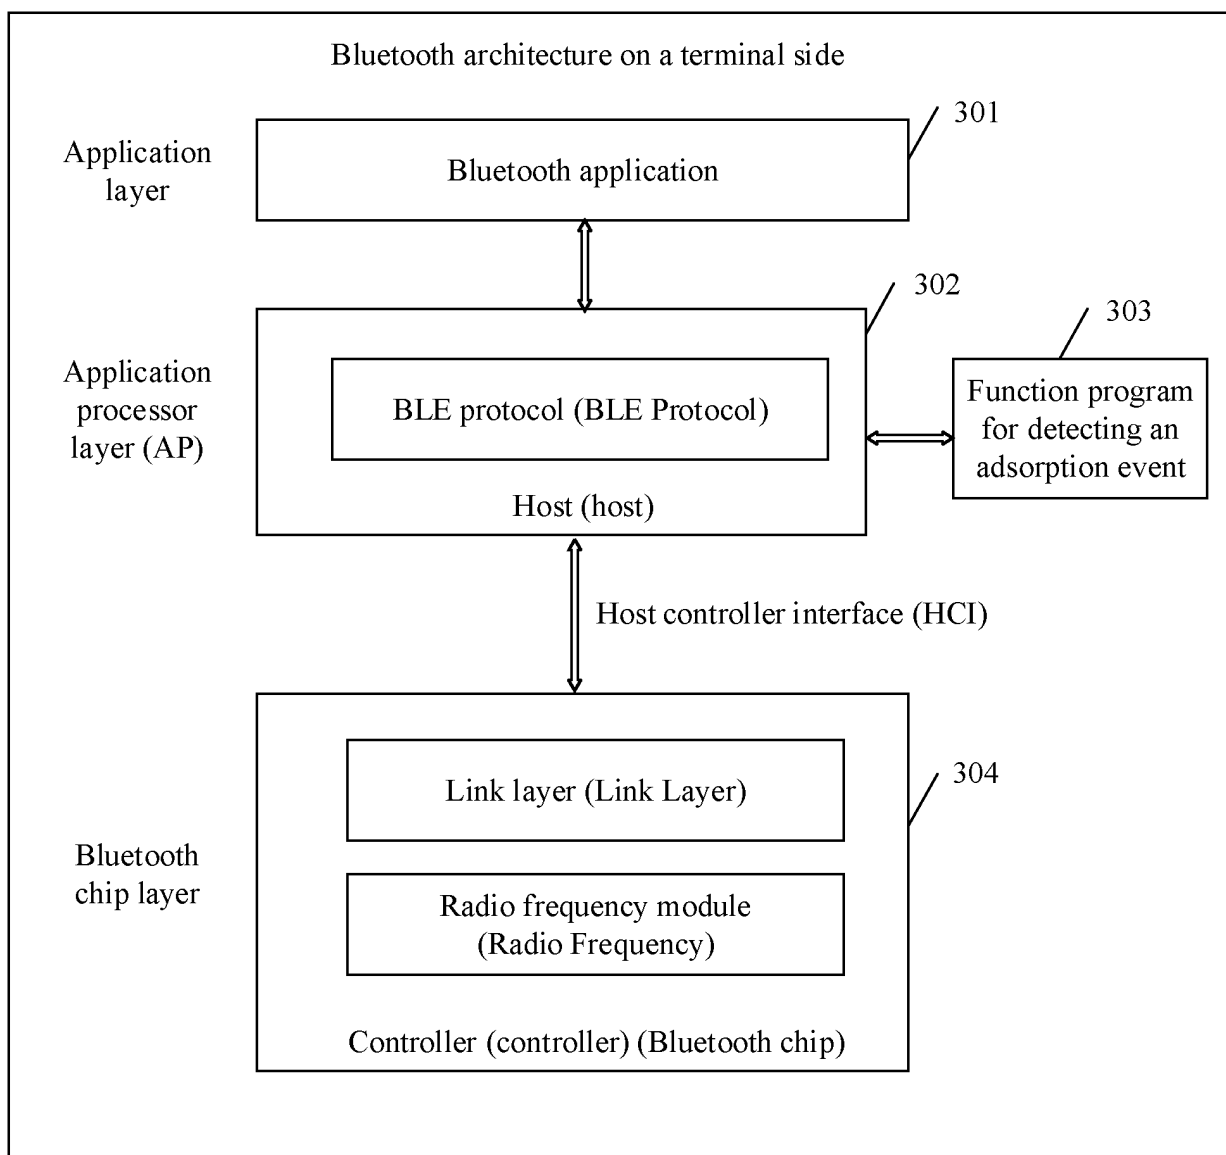 Bluetooth architecture on a terminal side
301
Application
layer
Bluetooth application
302
303
Application
processor
layer (AP)
BLE protocol (BLE Protocol)
Host (host)
Function program
for detecting an
adsorption event
Host controller interface (HCI)
304
Link layer (Link Layer)
Bluetooth
chip layer
Radio frequency module
(Radio Frequency)
Controller (controller) (Bluetooth chip)